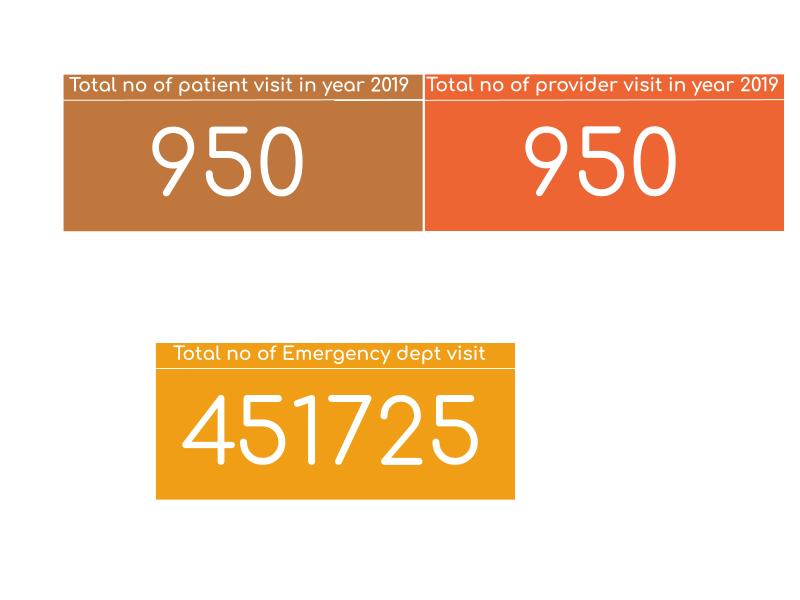 Total no of patient visit in year 2019
950
Total no of provider visit in year 2019
950
Total no of Emergency dept visit
451725